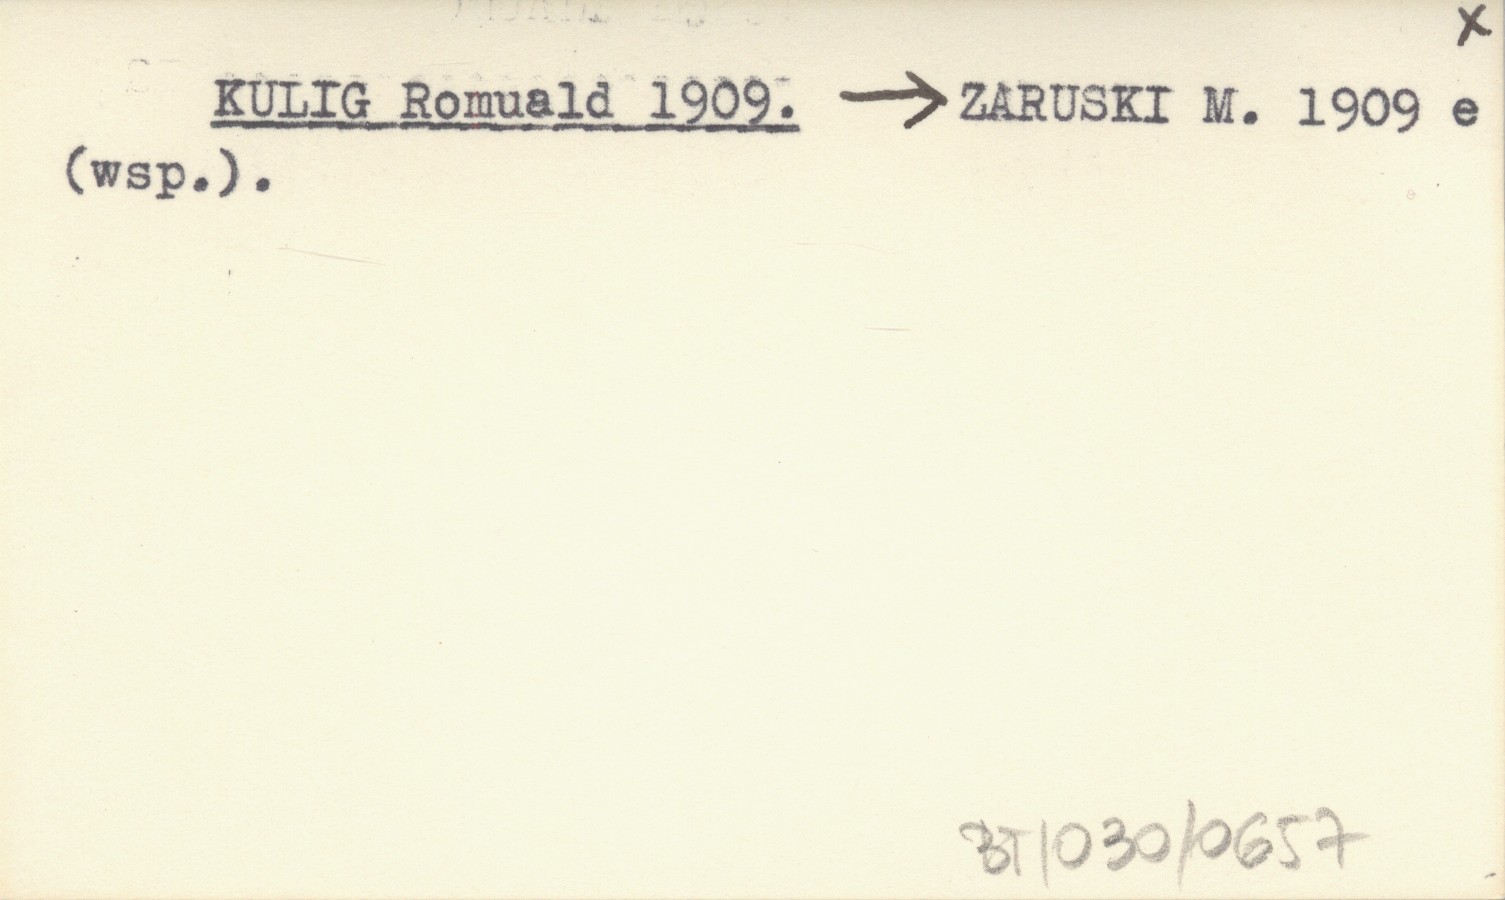 x
KULIG Romuald 1909. → ZARUSKI M. 1909 e
(wsp.).
BT/030/0657